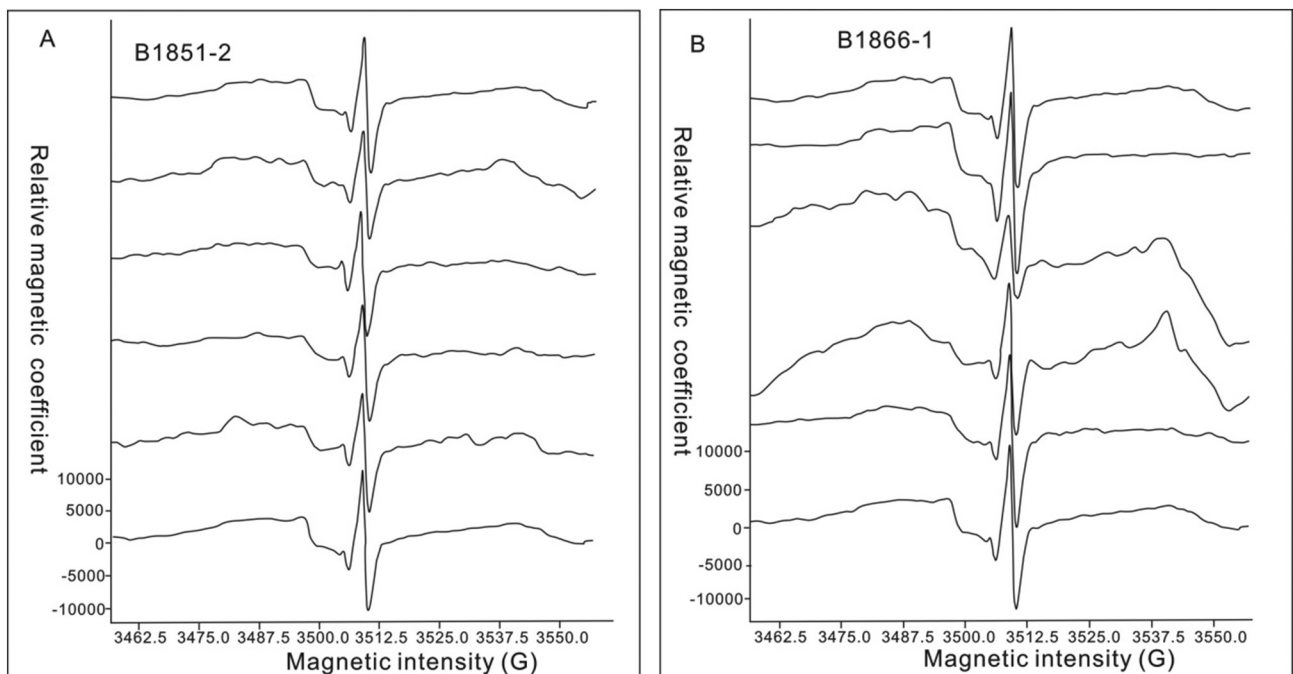 A
B1851-2
Relative magnetic coefficient
10000
5000
0
-5000
-10000
3462.5 3475.0 3487.5 3500.0 3512.5 3525.0 3537.5 3550.0
Magnetic intensity (G)
B
B1866-1
Relative magnetic coefficient
10000
5000
0
-5000
-10000
3462.5 3475.0 3487.5 3500.0 3512.5 3525.0 3537.5 3550.0
Magnetic intensity (G)